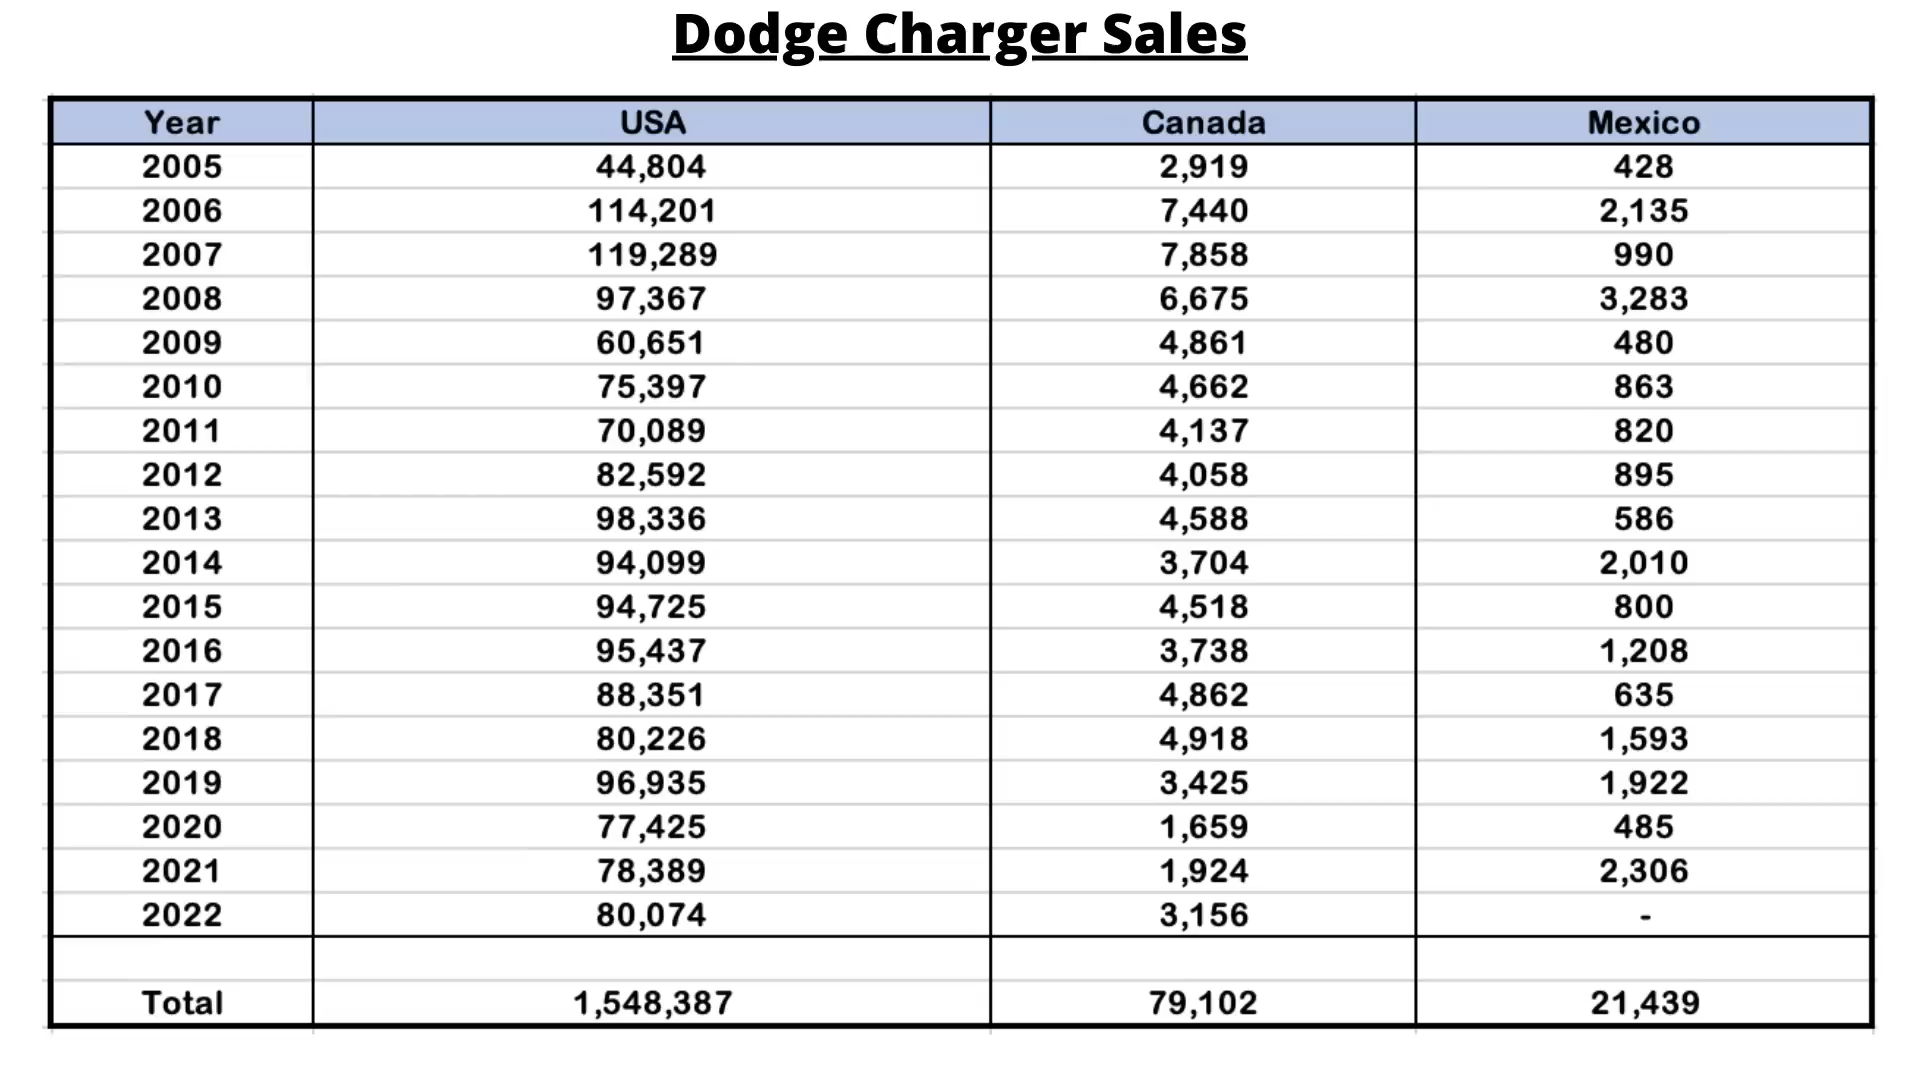 Dodge Charger Sales
Year USA Canada Mexico
2005 44,804 2,919 428
2006 114,201 7,440 2,135
2007 119,289 7,858 990
2008 97,367 6,675 3,283
2009 60,651 4,861 480
2010 75,397 4,662 863
2011 70,089 4,137 820
2012 82,592 4,058 895
2013 98,336 4,588 586
2014 94,099 3,704 2,010
2015 94,725 4,518 800
2016 95,437 3,738 1,208
2017 88,351 4,862 635
2018 80,226 4,918 1,593
2019 96,935 3,425 1,922
2020 77,425 1,659 485
2021 78,389 1,924 2,306
2022 80,074 3,156 -
Total 1,548,387 79,102 21,439